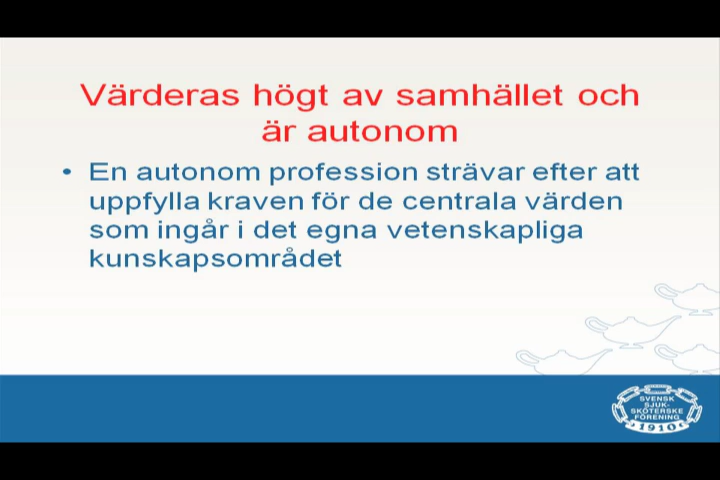 Värderas högt av samhället och
är autonom
• En autonom profession strävar efter att
uppfylla kraven för de centrala värden
som ingår i det egna vetenskapliga
kunskapsområdet
SVENSK
SJUK-
SKÖTERSKE
FÖRENING
1910